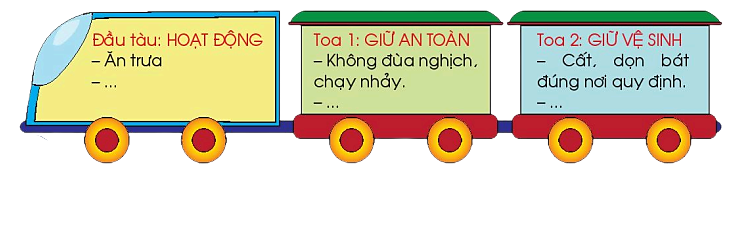 Đầu tàu: HOẠT ĐỘNG
– Ăn trưa
– ...
Toa 1: GIỮ AN TOÀN
– Không đùa nghịch,
chạy nhảy.
– ...
Toa 2: GIỮ VỆ SINH
– Cất, dọn bát
đúng nơi quy định.
– ...